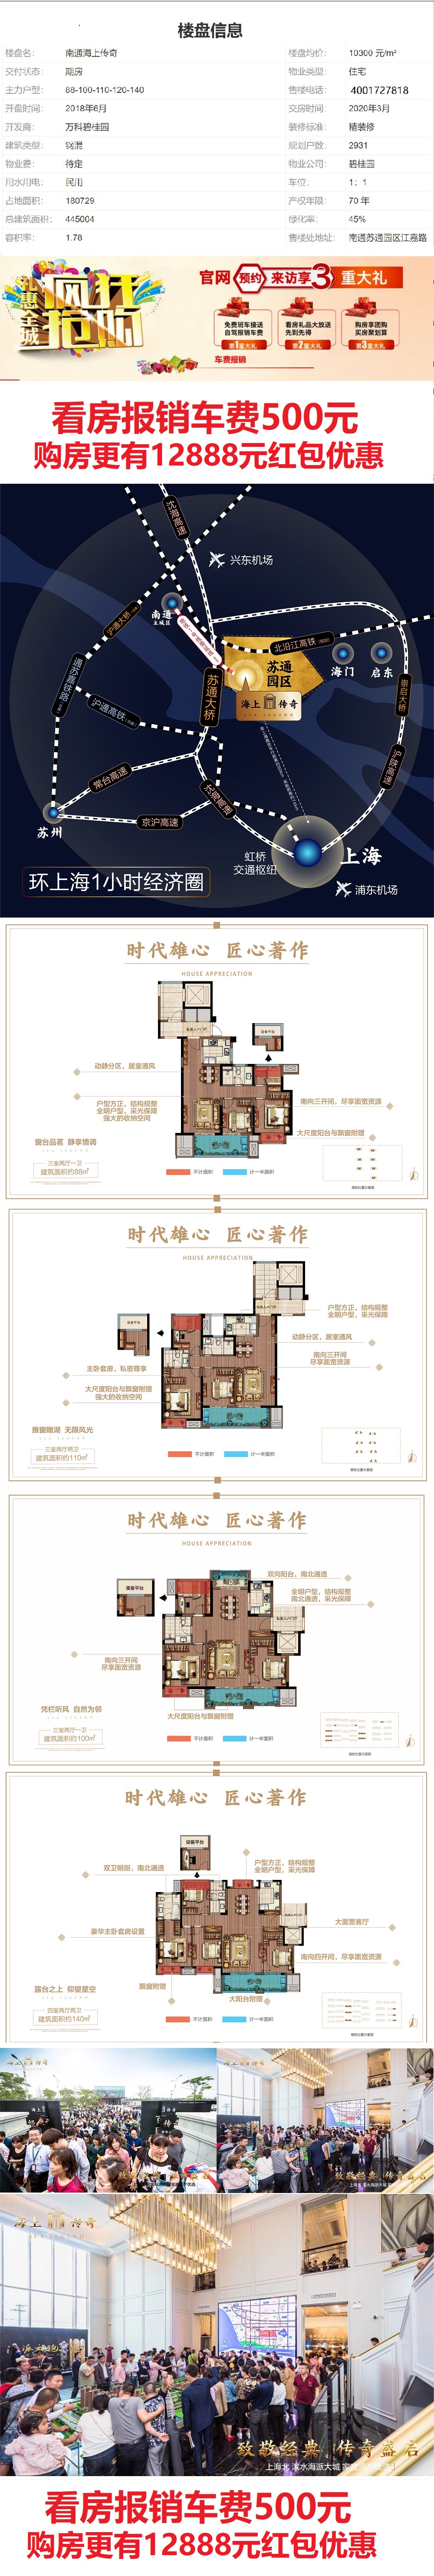 楼盘信息
楼盘名： 南通海上传奇 楼盘均价： 10300 元/m²
交付状态： 期房 物业类型： 住宅
主力户型： 88-100-110-120-140 售楼电话： 4001727818
开盘时间： 2018年6月 交房时间： 2020年3月
开发商： 万科碧桂园 装修标准： 精装修
建筑类型： 钢混 规划户数： 2931
物业费： 待定 物业公司： 碧桂园
用水用电： 民用 车位： 1：1
占地面积： 180729 产权年限： 70 年
总建筑面积： 445004 绿化率： 45%
容积率： 1.78 售楼处地址： 南通苏通园区江嘉路
疯狂
抢购
官网 预约 来访享3重大礼
免费班车接送
自驾报销车费
第1重大礼
看房礼品大放送
先到先得
第2重大礼
购房享团购
买房聚划算
第3重大礼
车费报销
看房报销车费500元
购房更有12888元红包优惠
沈海高速
兴东机场
沪通大桥
南通
主城区
北沿江高铁
苏通
园区
海门
启东
通苏嘉铁路
苏通大桥
海上传奇
崇启大桥
沪通高铁
沪陕高速
常台高速
京沪高速
苏州
虹桥
交通枢纽
上海
浦东机场
环上海1小时经济圈
时代雄心 匠心著作
HOUSE APPRECIATION
设备平台
动静分区，居室通风
户型方正，结构规整
全明户型，采光保障
强大的收纳空间
南向三开间，尽享面宽资源
大尺度阳台与飘窗附赠
窗台品茗 静享情调
三室两厅一卫
建筑面积约88㎡
不计面积
计一半面积
时代雄心 匠心著作
HOUSE APPRECIATION
设备平台
户型方正，结构规整
全明户型，采光保障
动静分区，居室通风
南向三开间
尽享面宽资源
主卧套房，私密尊享
大尺度阳台与飘窗附赠
强大的收纳空间
推窗瞰湖 无限风光
三室两厅两卫
建筑面积约110㎡
不计面积
计一半面积
时代雄心 匠心著作
HOUSE APPRECIATION
双向阳台，南北通透
设备平台
全明户型，结构规整
南北通透，采光保障
南向三开间
尽享面宽资源
大尺度阳台与飘窗附赠
凭栏听风 自然为邻
三室两厅一卫
建筑面积约100㎡
不计面积
计一半面积
时代雄心 匠心著作
设备平台
双卫明厨，南北通透
户型方正，结构规整
全明户型，采光保障
豪华主卧套房设置
大面宽客厅
南向四开间，尽享面宽资源
飘窗附赠
大阳台附赠
露台之上 仰望星空
四室两厅两卫
建筑面积约140㎡
不计面积
计一半面积
海上传奇
致敬经典 传奇盛启
海上传奇
致敬经典 传奇盛启
上海北 滨水海派大城
看房报销车费500元
购房更有12888元红包优惠